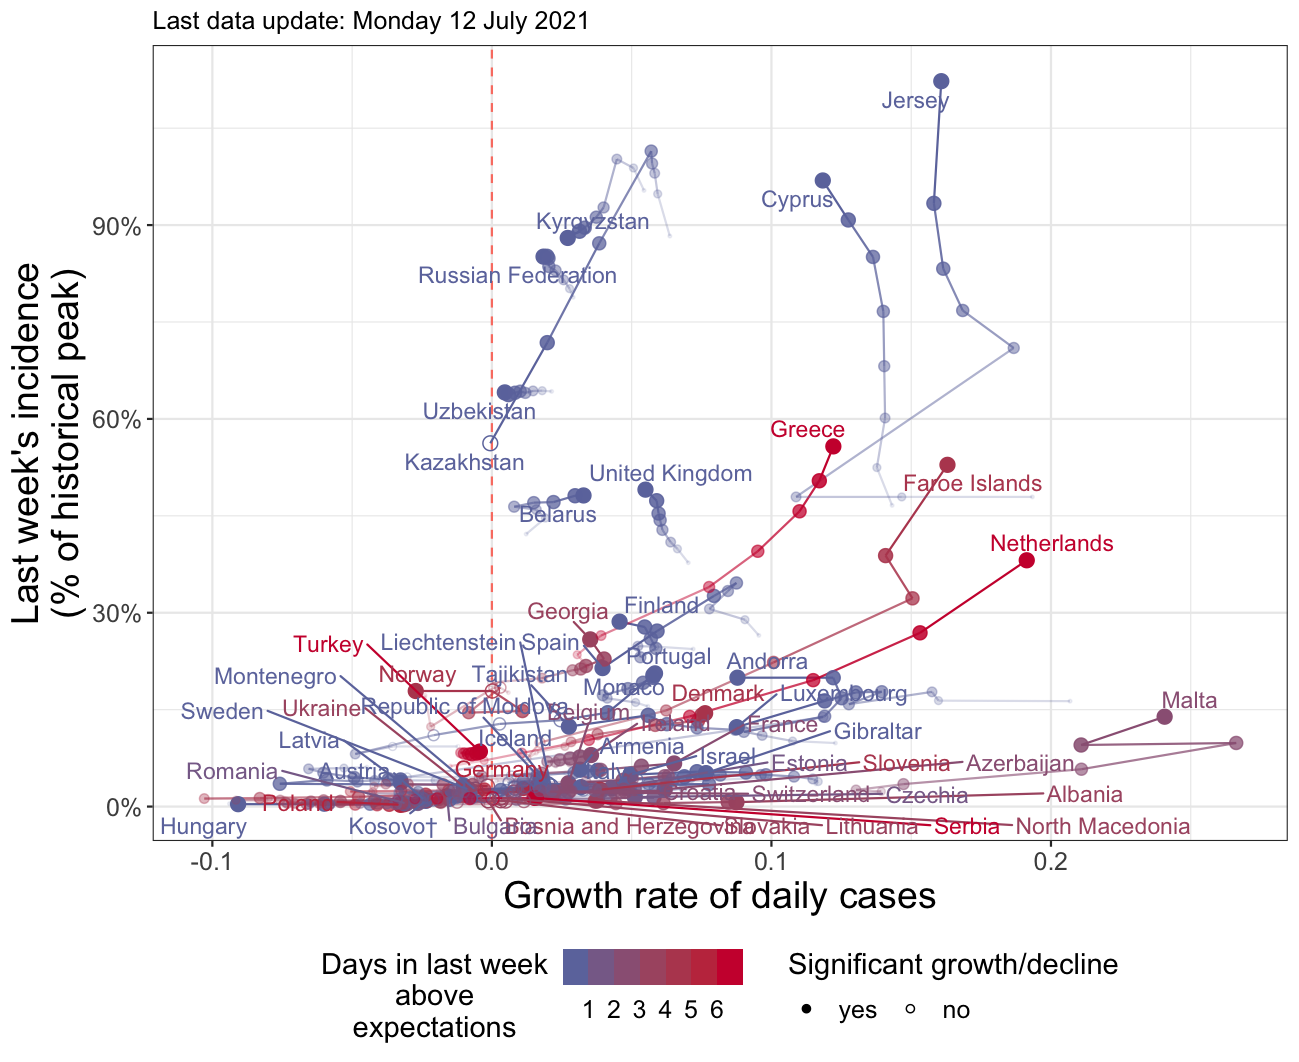 Last data update: Monday 12 July 2021
Last week's incidence
(% of historical peak)
90%
60%
30%
0%
Jersey
Cyprus
Kyrgyzstan
Russian Federation
Uzbekistan
Kazakhstan
Greece
United Kingdom
Faroe Islands
Belarus
Netherlands
Georgia
Finland
Turkey
Liechtenstein
Spain
Portugal
Andorra
Montenegro
Norway
Tajikistan
Monaco
Denmark
Luxembourg
Malta
Sweden
Ukraine
Republic of Moldova
Belgium
Ireland
France
Gibraltar
Latvia
Iceland
Armenia
Israel
Estonia
Slovenia
Azerbaijan
Romania
Austria
Germany
Italy
Croatia
Switzerland
Czechia
Albania
Poland
Hungary
Kosovo†
Bulgaria
Bosnia and Herzegovina
Slovakia
Lithuania
Serbia
North Macedonia
-0.1
0.0
0.1
0.2
Growth rate of daily cases
Days in last week
above
expectations
1 2 3 4 5 6
Significant growth/decline
yes
no